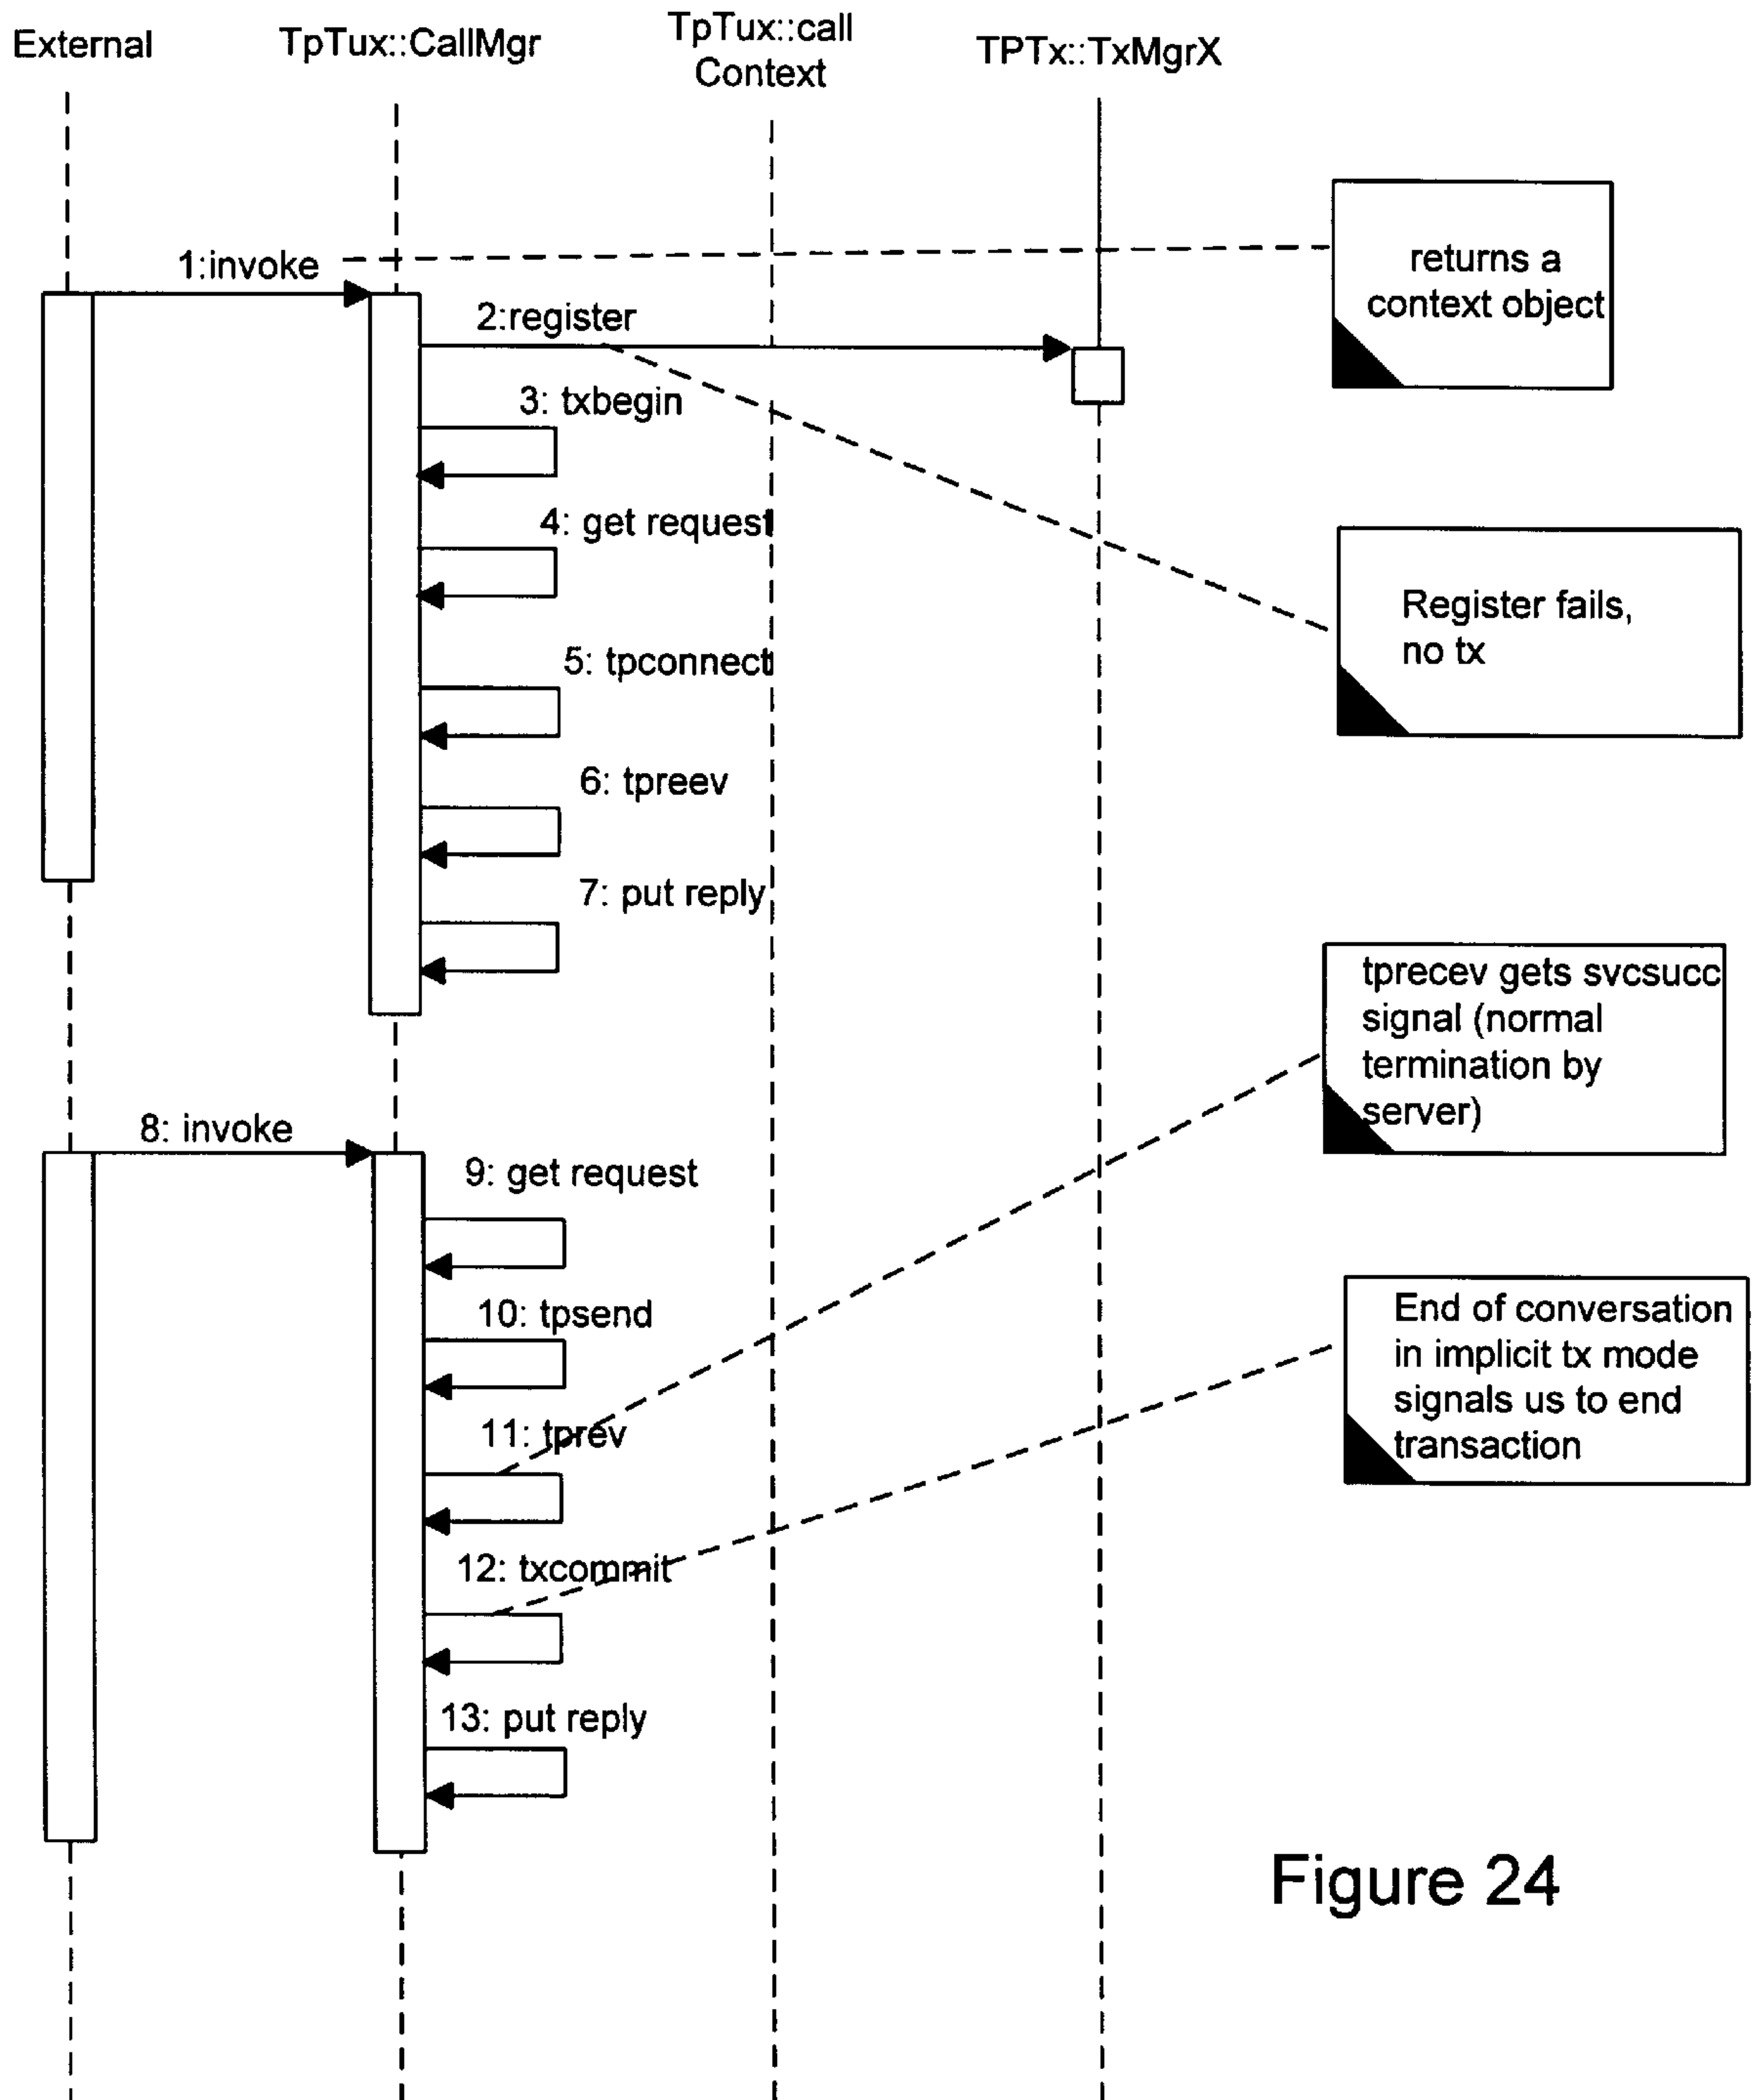 External
TpTux::CallMgr
TpTux::call
Context
TPTx::TxMgrX
1:invoke
returns a
context object
2:register
3: txbegin
4: get request
Register fails,
no tx
5: tpconnect
6: tpreev
7: put reply
tprecev gets svcsucc
signal (normal
termination by
server)
8: invoke
9: get request
10: tpsend
End of conversation
in implicit tx mode
signals us to end
transaction
11: tprev
12: txcommit
13: put reply
Figure 24